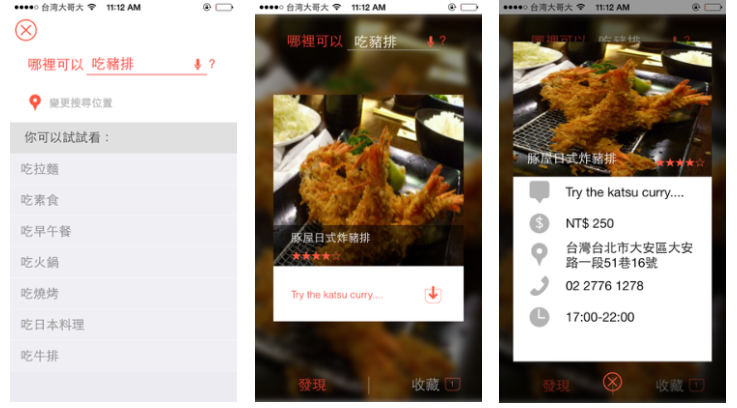 台湾大哥大 11:12 AM
哪裡可以 吃豬排 ?
變更搜尋位置
你可以試試看：
吃拉麵
吃素食
吃早午餐
吃火鍋
吃燒烤
吃日本料理
吃牛排
台湾大哥大 11:12 AM
哪裡可以 吃豬排 ?
豚屋日式炸豬排
★★★★☆
Try the katsu curry....
發現 收藏 1
台湾大哥大 11:12 AM
哪裡可以 吃豬排 ?
豚屋日式炸豬排 ★★★★☆
Try the katsu curry....
$ NT$ 250
台灣台北市大安區大安
路一段51巷16號
02 2776 1278
17:00-22:00
發現 收藏 1